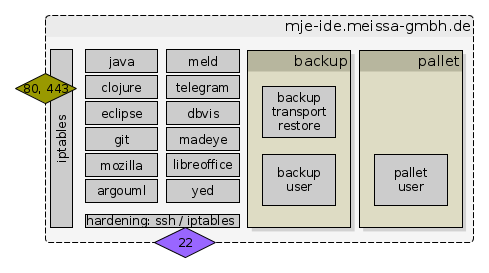 mje-ide.meissa-gmbh.de
80, 443
iptables
java
meld
clojure
telegram
eclipse
dbvis
git
madeye
mozilla
libreoffice
argouml
yed
hardening: ssh / iptables
22
backup
backup
transport
restore
backup
user
pallet
pallet
user